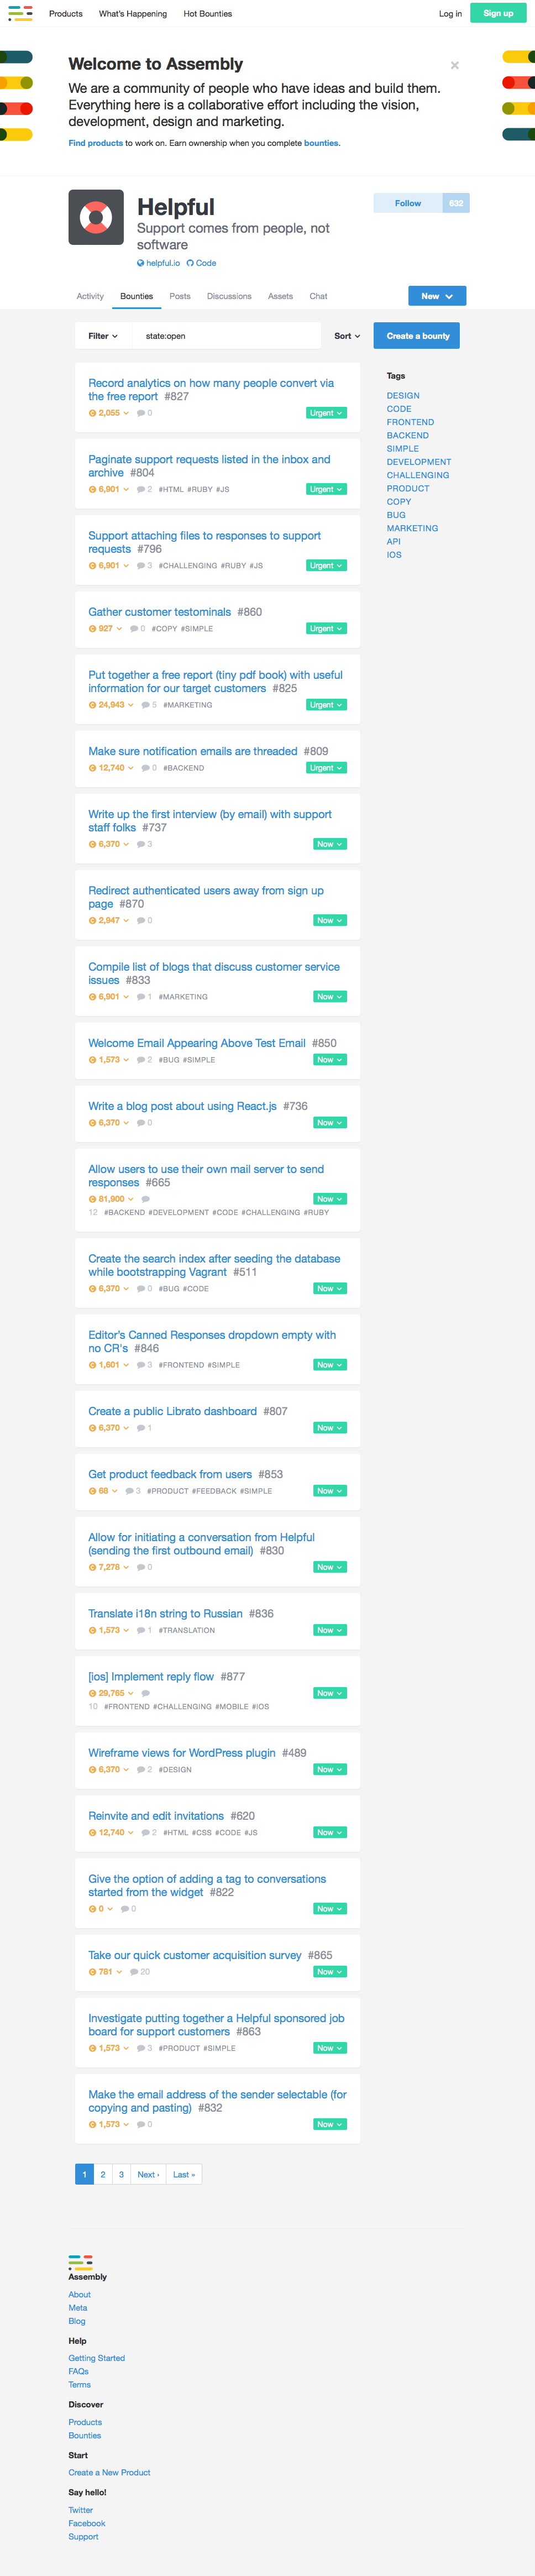 Products What's Happening Hot Bounties Log in Sign up
Welcome to Assembly ×
We are a community of people who have ideas and build them.
Everything here is a collaborative effort including the vision,
development, design and marketing.
Find products to work on. Earn ownership when you complete bounties.
Helpful
Support comes from people, not
software
helpful.io Code
Follow 632
Activity Bounties Posts Discussions Assets Chat New
Filter state:open Sort Create a bounty
Record analytics on how many people convert via
the free report #827
2,055 0 Urgent
Paginate support requests listed in the inbox and
archive #804
6,901 2 #HTML #RUBY #JS Urgent
Support attaching files to responses to support
requests #796
6,901 3 #CHALLENGING #RUBY #JS Urgent
Gather customer testominals #860
927 0 #COPY #SIMPLE Urgent
Put together a free report (tiny pdf book) with useful
information for our target customers #825
24,943 5 #MARKETING Urgent
Make sure notification emails are threaded #809
12,740 0 #BACKEND Urgent
Write up the first interview (by email) with support
staff folks #737
6,370 3 Now
Redirect authenticated users away from sign up
page #870
2,947 0 Now
Compile list of blogs that discuss customer service
issues #833
6,901 1 #MARKETING Now
Welcome Email Appearing Above Test Email #850
1,573 2 #BUG #SIMPLE Now
Write a blog post about using React.js #736
6,370 0 Now
Allow users to use their own mail server to send
responses #665
81,900 Now
12 #BACKEND #DEVELOPMENT #CODE #CHALLENGING #RUBY
Create the search index after seeding the database
while bootstrapping Vagrant #511
6,370 0 #BUG #CODE Now
Editor's Canned Responses dropdown empty with
no CR's #846
1,601 3 #FRONTEND #SIMPLE Now
Create a public Librato dashboard #807
6,370 1 Now
Get product feedback from users #853
68 3 #PRODUCT #FEEDBACK #SIMPLE Now
Allow for initiating a conversation from Helpful
(sending the first outbound email) #830
7,278 0 Now
Translate i18n string to Russian #836
1,573 1 #TRANSLATION Now
[ios] Implement reply flow #877
29,765 Now
10 #FRONTEND #CHALLENGING #MOBILE #IOS
Wireframe views for WordPress plugin #489
6,370 2 #DESIGN Now
Reinvite and edit invitations #620
12,740 2 #HTML #CSS #CODE #JS Now
Give the option of adding a tag to conversations
started from the widget #822
0 0 Now
Take our quick customer acquisition survey #865
781 20 Now
Investigate putting together a Helpful sponsored job
board for support customers #863
1,573 3 #PRODUCT #SIMPLE Now
Make the email address of the sender selectable (for
copying and pasting) #832
1,573 0 Now
Tags
DESIGN
CODE
FRONTEND
BACKEND
SIMPLE
DEVELOPMENT
CHALLENGING
PRODUCT
COPY
BUG
MARKETING
API
IOS
1 2 3 Next › Last »
Assembly
About
Meta
Blog
Help
Getting Started
FAQs
Terms
Discover
Products
Bounties
Start
Create a New Product
Say hello!
Twitter
Facebook
Support